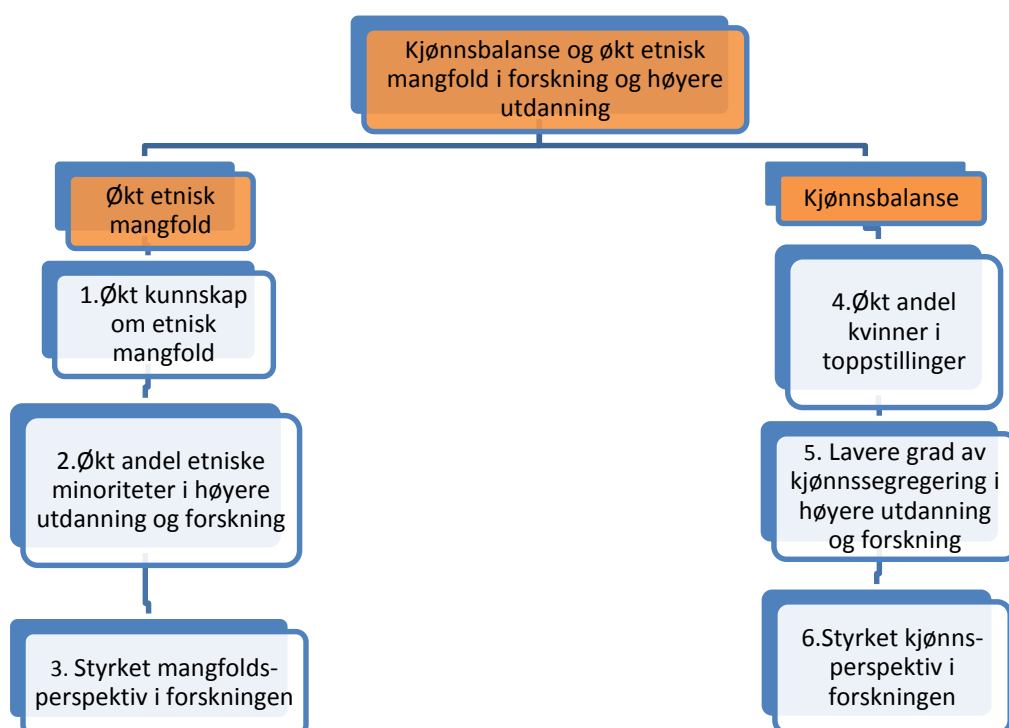 Kjønnsbalanse og økt etnisk
mangfold i forskning og høyere
utdanning
Økt etnisk
mangfold
1.Økt kunnskap
om etnisk
mangfold
2.Økt andel etniske
minoriteter i høyere
utdanning og forskning
3. Styrket mangfolds-
perspektiv i forskningen
Kjønnsbalanse
4.Økt andel
kvinner i
toppstillinger
5. Lavere grad av
kjønnssegregering i
høyere utdanning
og forskning
6.Styrket kjønns-
perspektiv i
forskningen